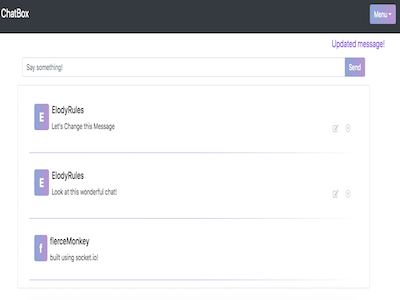 ChatBox
Menu
Updated message!
Say something!
Send
E
ElodyRules
Let's Change this Message
E
ElodyRules
Look at this wonderful chat!
f
fierceMonkey
built using socket.io!